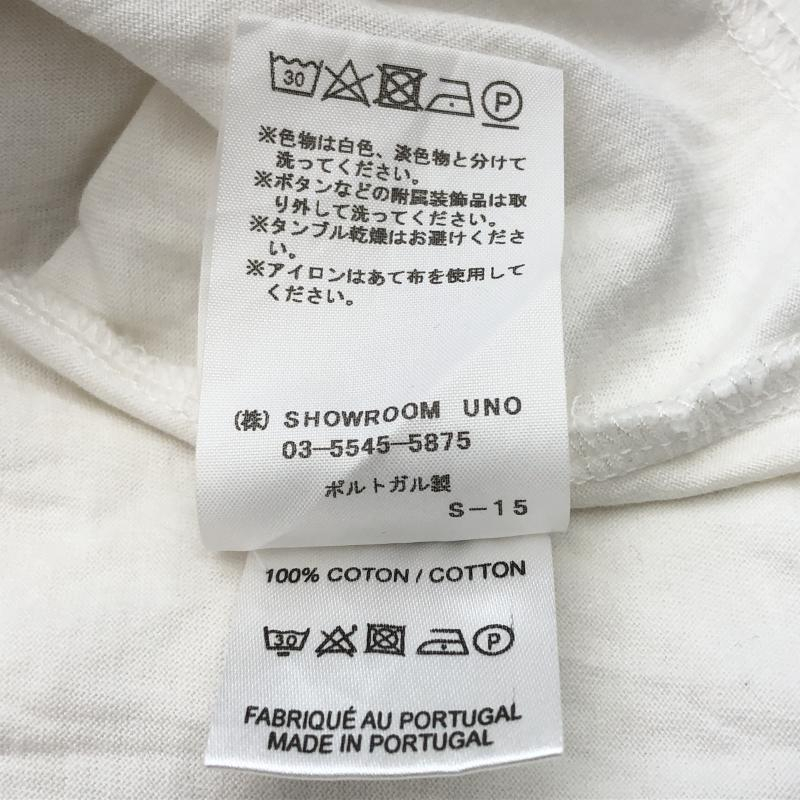 30 P
※色物は白色、淡色物と分けて
洗ってください。
※ボタンなどの附属装飾品は取
り外して洗ってください。
※タンブル乾燥はお避けくださ
い。
※アイロンはあて布を使用して
ください。
(株) SHOWROOM UNO
03-5545-5875
ポルトガル製
S-15
100% COTON / COTTON
30 P
FABRIQUÉ AU PORTUGAL
MADE IN PORTUGAL